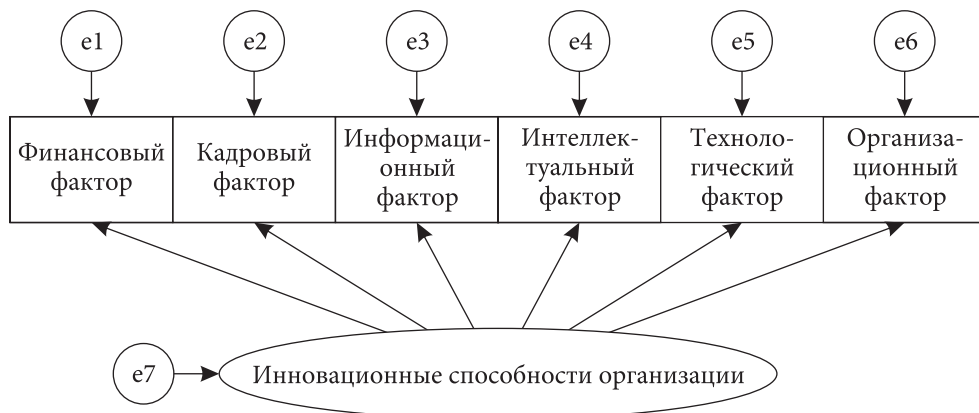 e1
e2
e3
e4
e5
e6
Финансовый
фактор
Кадровый
фактор
Информаци-
онный
фактор
Интеллек-
туальный
фактор
Техноло-
гический
фактор
Организа-
ционный
фактор
e7
Инновационные способности организации